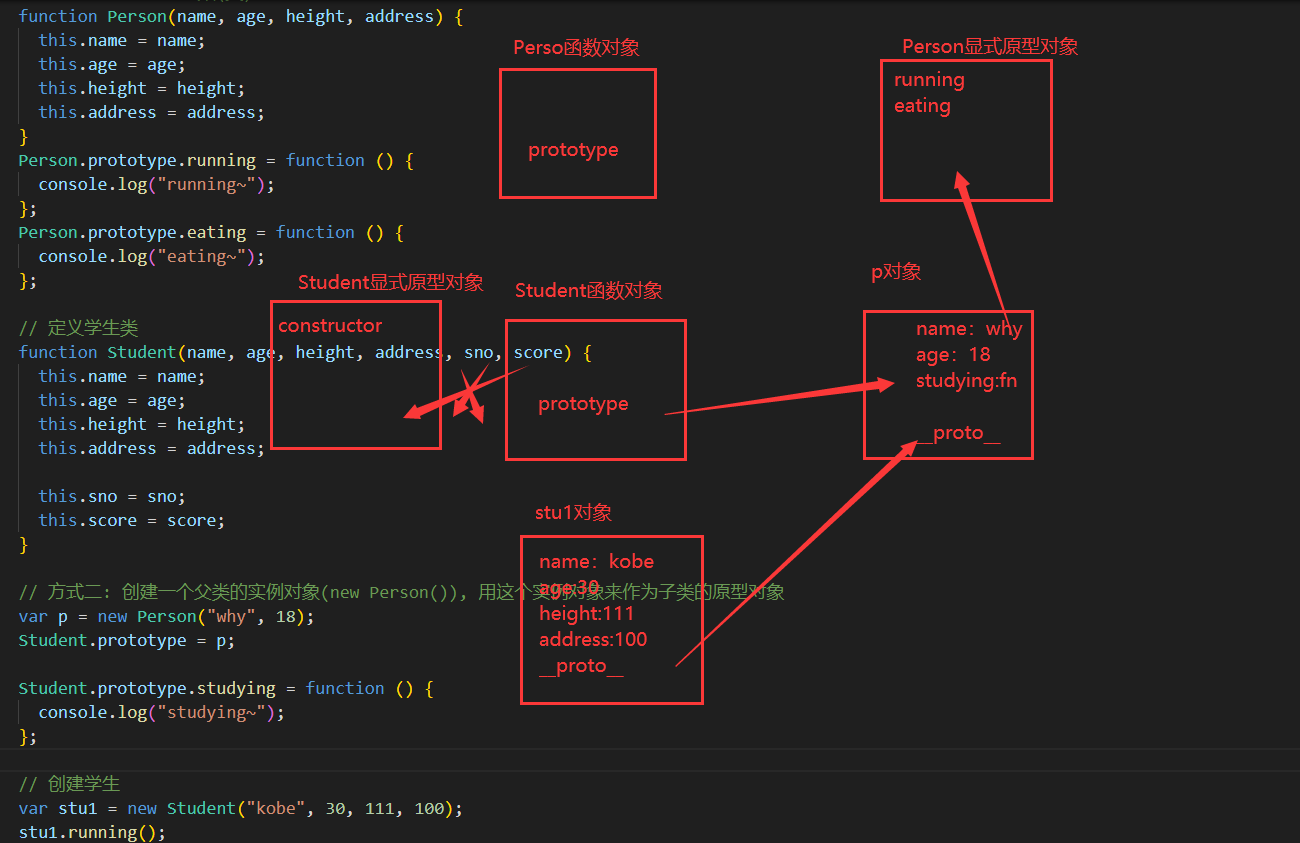 function Person(name, age, height, address) {
this.name = name;
this.age = age;
this.height = height;
this.address = address;
}
Person.prototype.running = function () {
console.log("running~");
};
Person.prototype.eating = function () {
console.log("eating~");
};
// 定义学生类
function Student(name, age, height, address, sno, score) {
this.name = name;
this.age = age;
this.height = height;
this.address = address;
this.sno = sno;
this.score = score;
}
// 方式二: 创建一个父类的实例对象(new Person()), 用这个实例对象来作为子类的原型对象
var p = new Person("why", 18);
Student.prototype = p;
Student.prototype.studying = function () {
console.log("studying~");
};
// 创建学生
var stu1 = new Student("kobe", 30, 111, 100);
stu1.running();
Perso函数对象
prototype
Person显式原型对象
running
eating
Student显式原型对象
constructor
Student函数对象
prototype
p对象
name：why
age：18
studying:fn
__proto__
stu1对象
name：kobe
age:30
height:111
address:100
__proto__